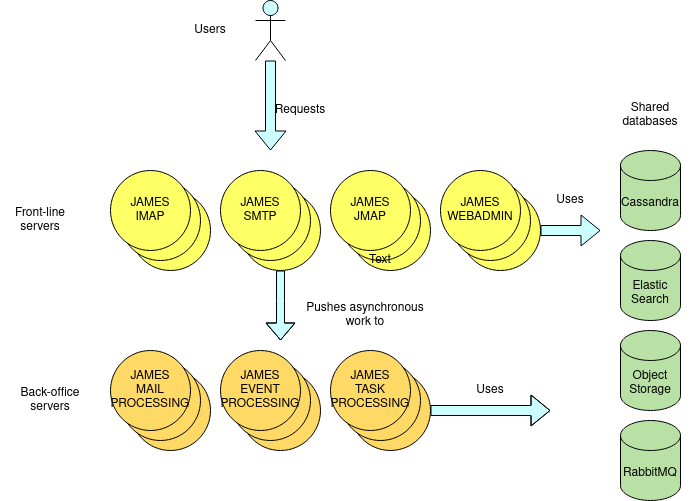 Users
Requests
Shared
databases
JAMES
IMAP
JAMES
SMTP
JAMES
JMAP
Text
JAMES
WEBADMIN
Front-line
servers
Uses
Cassandra
Elastic
Search
Pushes asynchronous
work to
Back-office
servers
JAMES
MAIL
PROCESSING
JAMES
EVENT
PROCESSING
JAMES
TASK
PROCESSING
Uses
Object
Storage
RabbitMQ